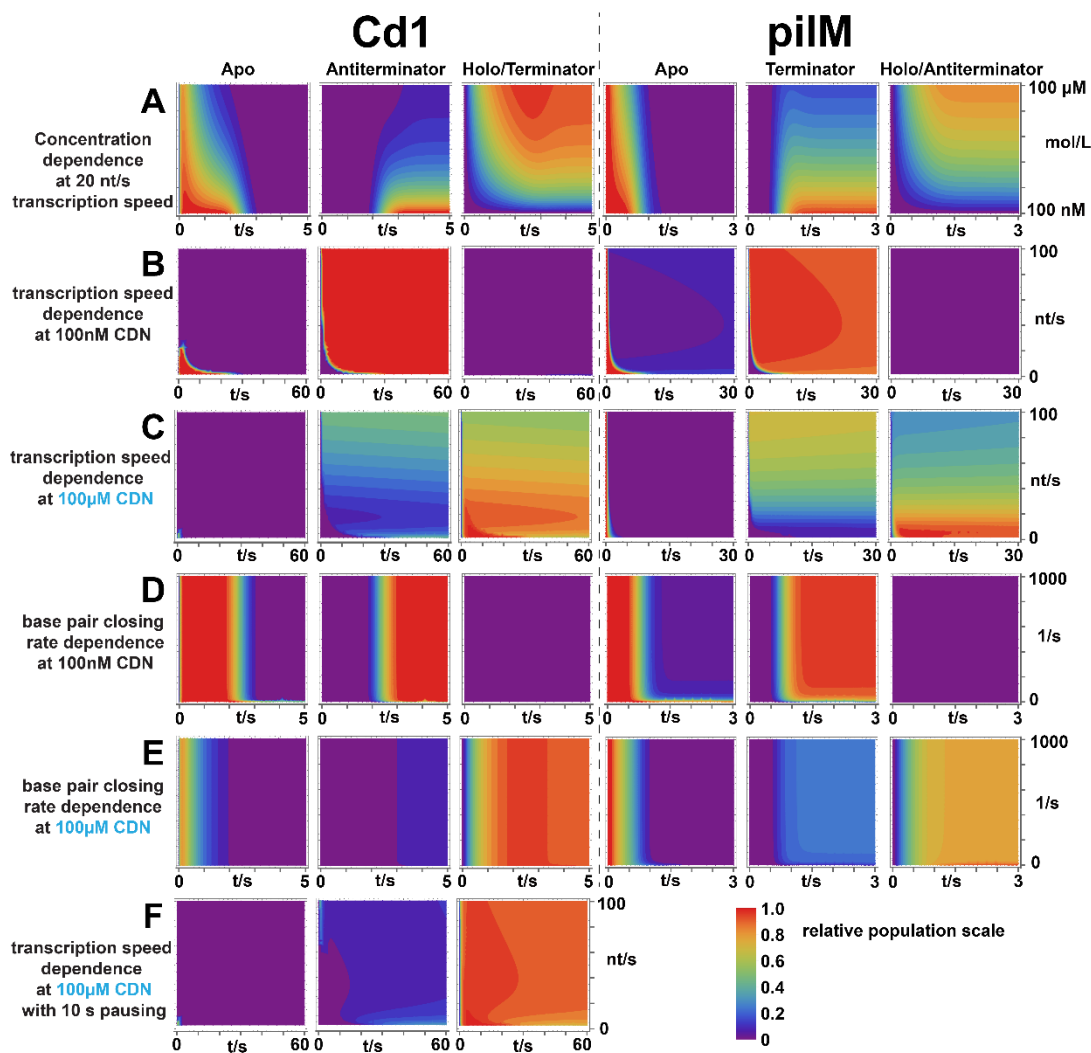 Cd1 pilM
Apo Antiterminator Holo/Terminator Apo Terminator Holo/Antiterminator
A
Concentration
dependence
at 20 nt/s
transcription speed
100 µM
mol/L
100 nM
0 t/s 5 0 t/s 5 0 t/s 5 0 t/s 3 0 t/s 3 0 t/s 3
B
transcription speed
dependence
at 100nM CDN
100
nt/s
0
0 t/s 60 0 t/s 60 0 t/s 60 0 t/s 30 0 t/s 30 0 t/s 30
C
transcription speed
dependence
at 100µM CDN
100
nt/s
0
0 t/s 60 0 t/s 60 0 t/s 60 0 t/s 30 0 t/s 30 0 t/s 30
D
base pair closing
rate dependence
at 100nM CDN
1000
1/s
0
0 t/s 5 0 t/s 5 0 t/s 5 0 t/s 3 0 t/s 3 0 t/s 3
E
base pair closing
rate dependence
at 100µM CDN
1000
1/s
0
0 t/s 5 0 t/s 5 0 t/s 5 0 t/s 3 0 t/s 3 0 t/s 3
F
transcription speed
dependence
at 100µM CDN
with 10 s pausing
100
nt/s
0
0 t/s 60 0 t/s 60 0 t/s 60
1.0
0.8
0.6
0.4
0.2
0
relative population scale